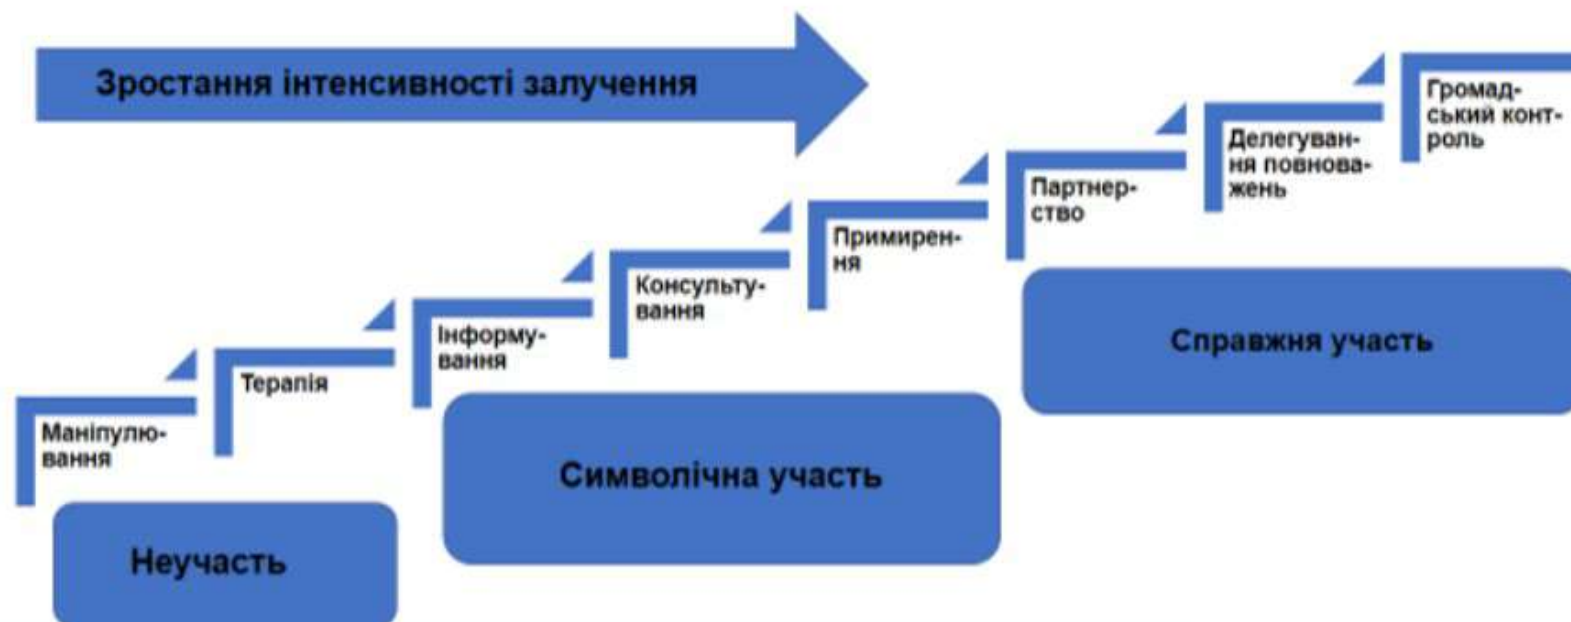 Зростання інтенсивності залучення
Маніпулю-
вання
Терапія
Інформу-
вання
Консульту-
вання
Примирен-
ня
Партнер-
ство
Делегуван-
ня повнова-
жень
Громад-
ський конт-
роль
Неучасть
Символічна участь
Справжня участь